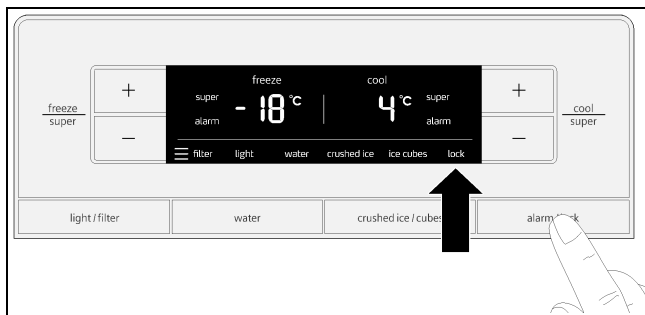 freeze cool
super super
- 18 °C 4 °C
alarm alarm
filter light water crushed ice ice cubes lock
+ +
freeze cool
super super
− −
light / filter water crushed ice / cubes alarm